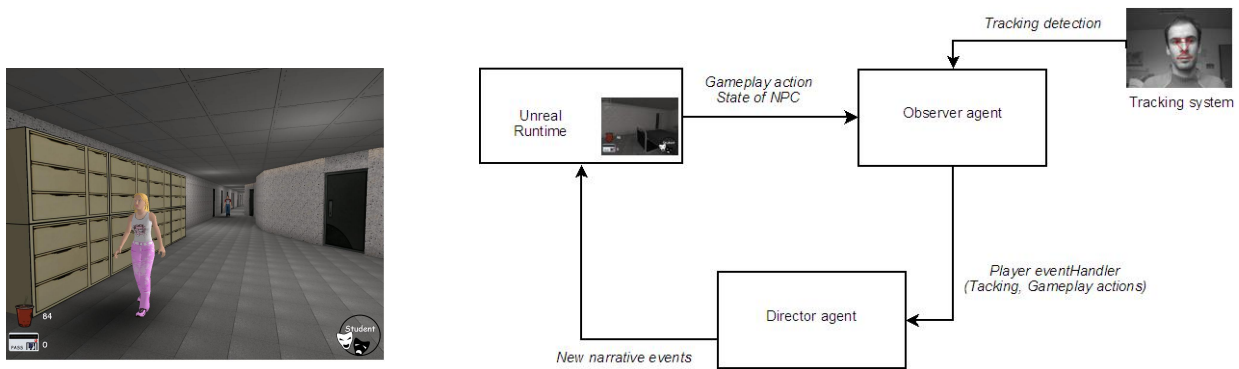 84
PASS
0
Student
Tracking detection
Tracking system
Gameplay action
State of NPC
Unreal
Runtime
Observer agent
Player eventHandler
(Tacking, Gameplay actions)
Director agent
New narrative events